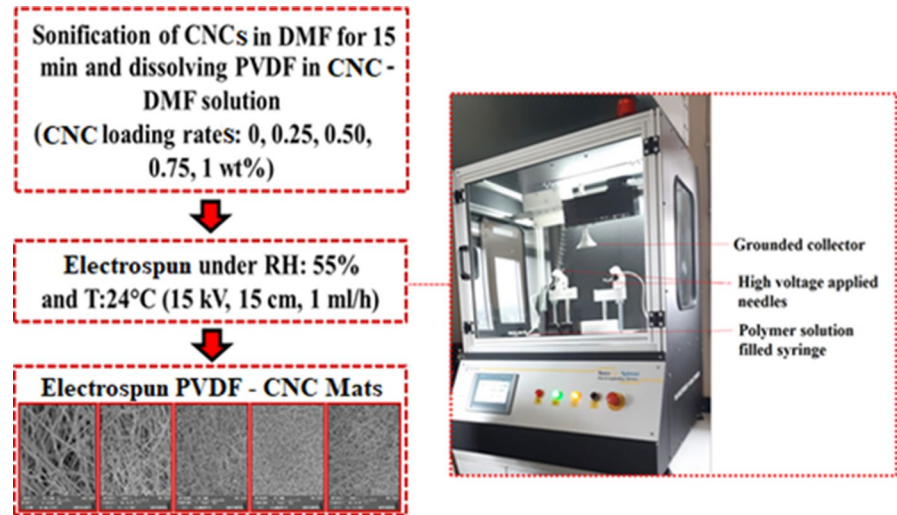 Sonification of CNCs in DMF for 15
min and dissolving PVDF in CNC -
DMF solution
(CNC loading rates: 0, 0.25, 0.50,
0.75, 1 wt%)
Electrospun under RH: 55%
and T:24°C (15 kV, 15 cm, 1 ml/h)
Electrospun PVDF - CNC Mats
Grounded collector
High voltage applied
needles
Polymer solution
filled syringe